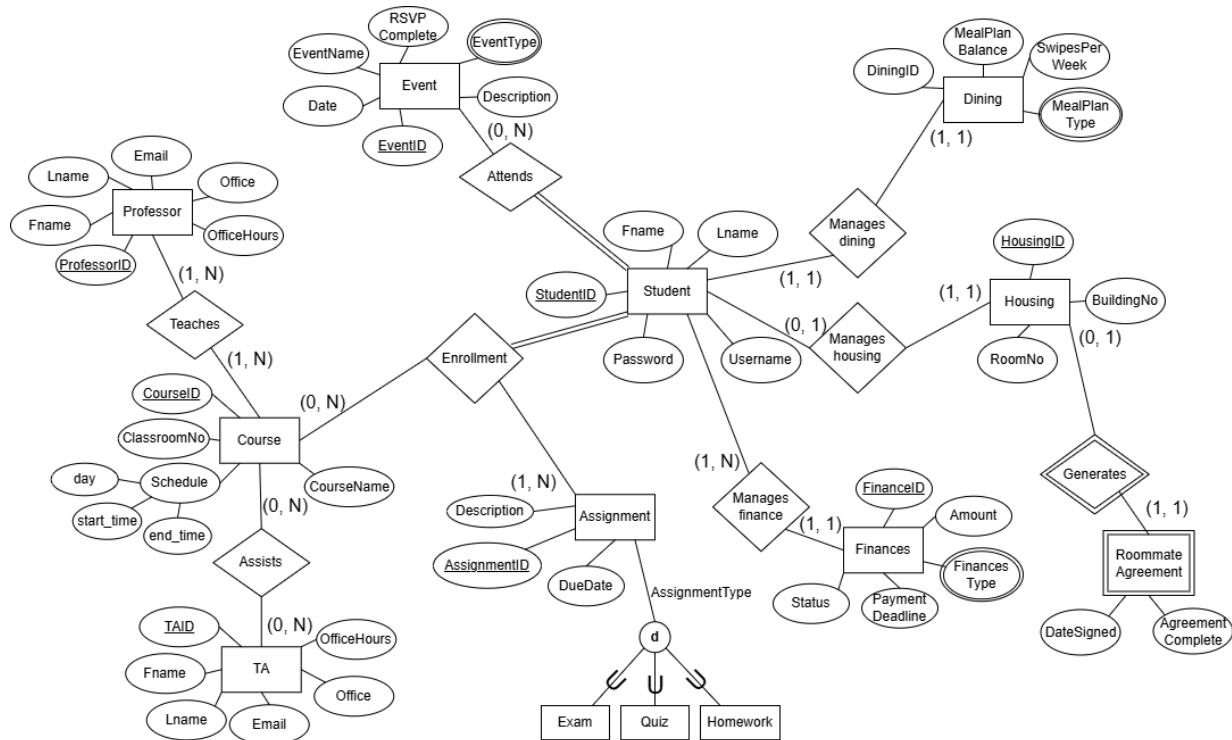 RSVP
Complete
EventName
EventType
Event
Date
Description
EventID
(0, N)
Attends
MealPlan
Balance
SwipesPer
Week
DiningID
Dining
MealPlan
Type
(1, 1)
Manages
dining
(1, 1)
Email
Lname
Office
Professor
Fname
OfficeHours
ProfessorID
(1, N)
Teaches
(1, N)
Fname
Lname
StudentID
Student
Password
Username
HousingID
(1, 1)
Housing
BuildingNo
(0, 1)
RoomNo
(0, 1)
Manages
housing
Enrollment
(0, N)
CourseID
ClassroomNo
Course
day
Schedule
CourseName
start_time
end_time
(0, N)
Assists
(0, N)
TAID
OfficeHours
Fname
TA
Office
Lname
Email
(1, N)
Description
Assignment
AssignmentID
DueDate
AssignmentType
d
Exam
Quiz
Homework
(1, N)
Manages
finance
(1, 1)
FinanceID
Amount
Finances
Finances
Type
Status
Payment
Deadline
Generates
(1, 1)
Roommate
Agreement
DateSigned
Agreement
Complete